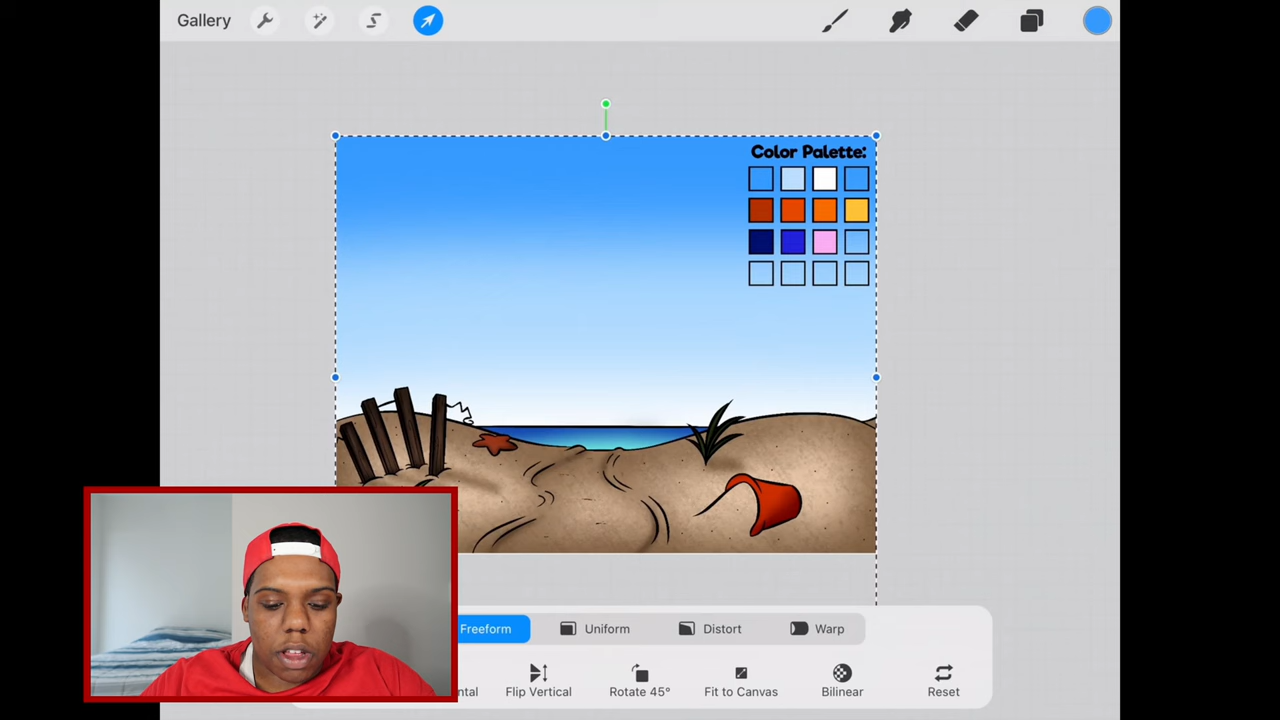 Gallery
Color Palette:
Freeform
Uniform
Distort
Warp
ntal
Flip Vertical
Rotate 45°
Fit to Canvas
Bilinear
Reset